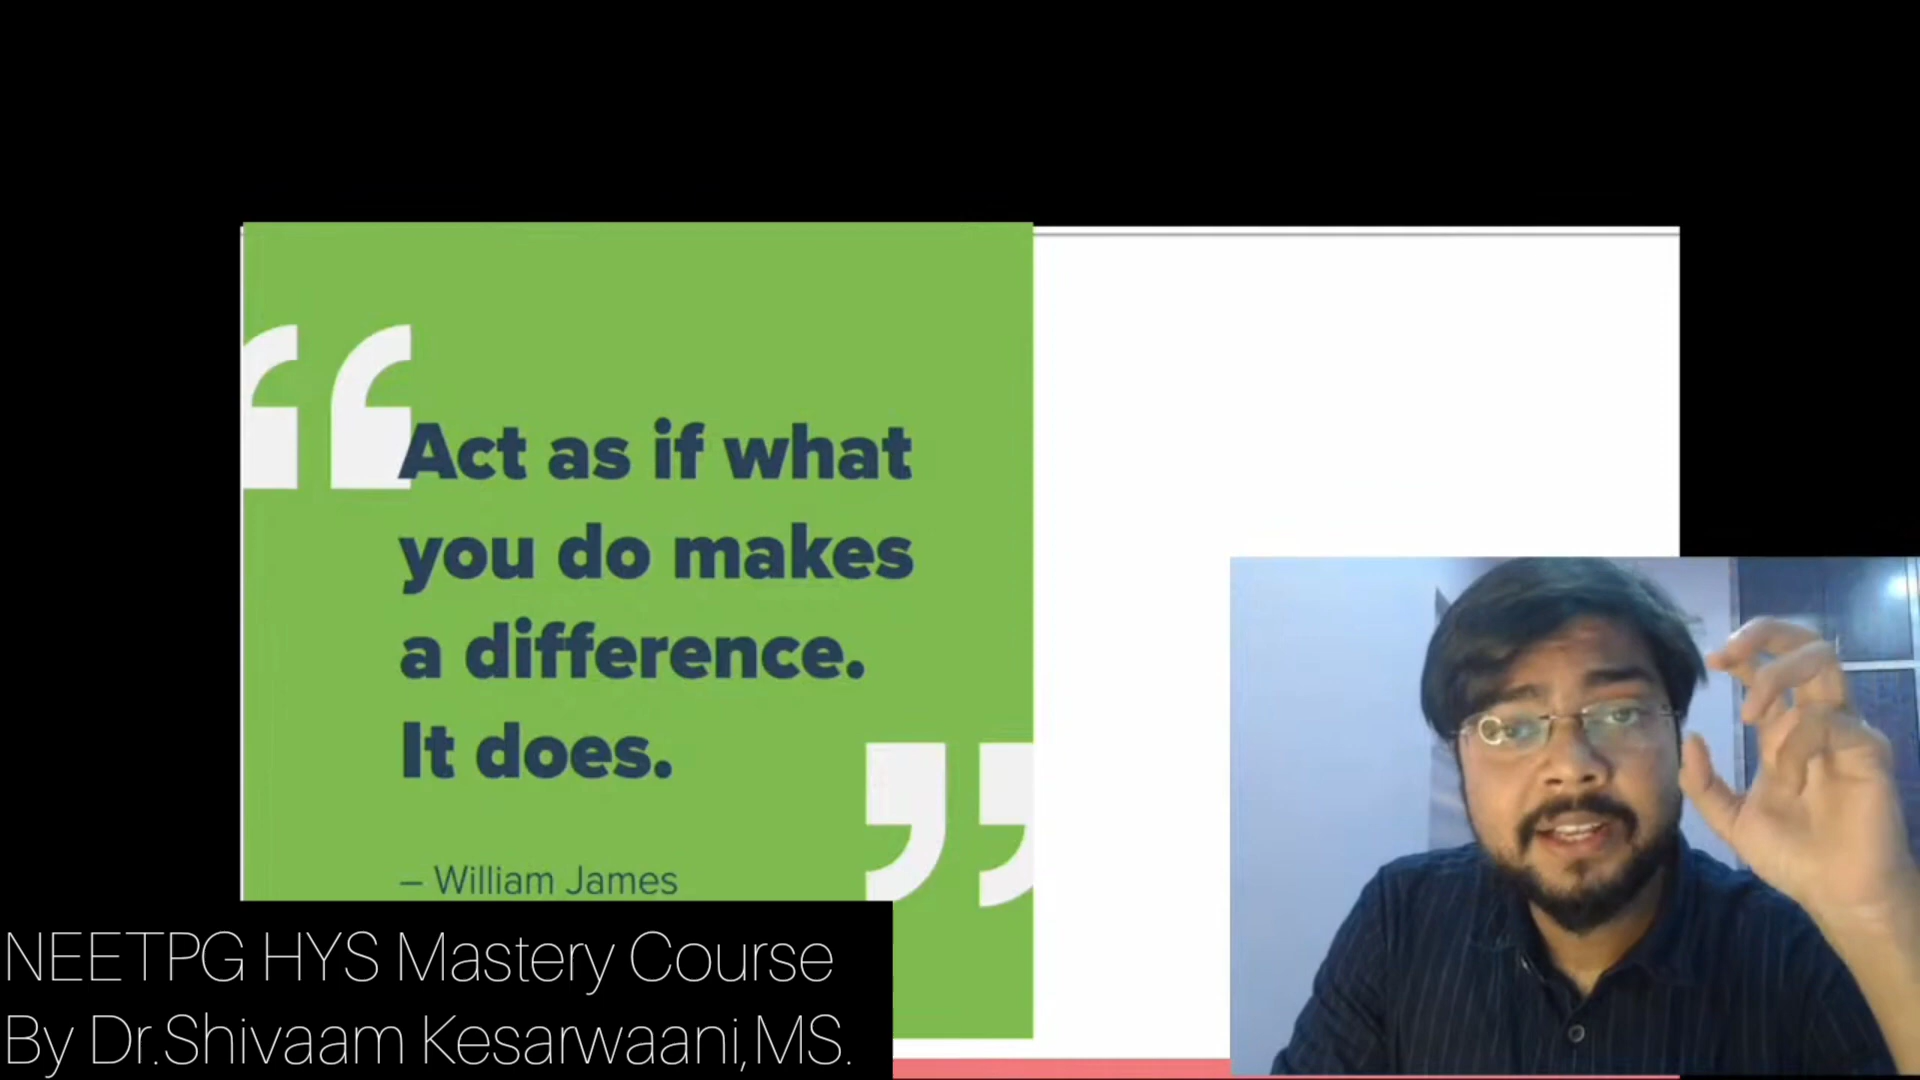 “Act as if what
you do makes
a difference.
It does.”
– William James
NEETPG HYS Mastery Course
By Dr.Shivaam Kesarwaani,MS.